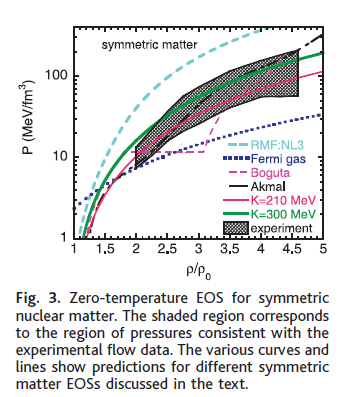 symmetric matter
P (MeV/fm³)
100
10
1
RMF:NL3
Fermi gas
Boguta
Akmal
K=210 MeV
K=300 MeV
experiment
1 1.5 2 2.5 3 3.5 4 4.5 5
ρ/ρ₀
Fig. 3. Zero-temperature EOS for symmetric
nuclear matter. The shaded region corresponds
to the region of pressures consistent with the
experimental flow data. The various curves and
lines show predictions for different symmetric
matter EOSs discussed in the text.